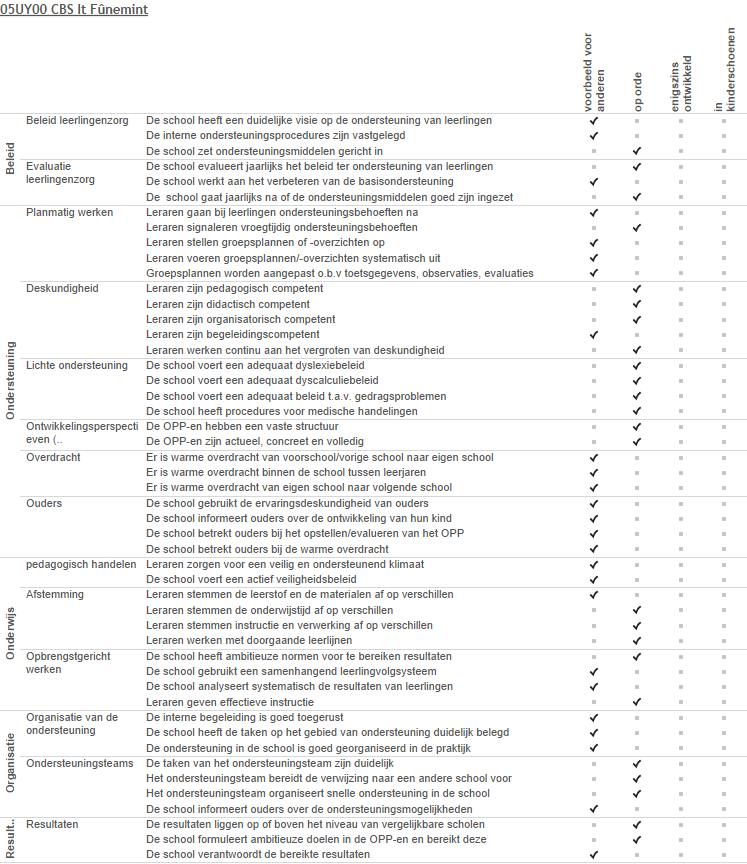 05UY00 CBS It Fûnemint
voorbeeld voor
anderen
op orde
enigszins
ontwikkeld
in
kinderschoenen
Beleid
Beleid leerlingenzorg De school heeft een duidelijke visie op de ondersteuning van leerlingen
De interne ondersteuningsprocedures zijn vastgelegd
De school zet ondersteuningsmiddelen gericht in
Evaluatie De school evalueert jaarlijks het beleid ter ondersteuning van leerlingen
leerlingenzorg De school werkt aan het verbeteren van de basisondersteuning
De school gaat jaarlijks na of de ondersteuningsmiddelen goed zijn ingezet
Ondersteuning
Planmatig werken Leraren gaan bij leerlingen ondersteuningsbehoeften na
Leraren signaleren vroegtijdig ondersteuningsbehoeften
Leraren stellen groepsplannen of -overzichten op
Leraren voeren groepsplannen/-overzichten systematisch uit
Groepsplannen worden aangepast o.b.v toetsgegevens, observaties, evaluaties
Deskundigheid Leraren zijn pedagogisch competent
Leraren zijn didactisch competent
Leraren zijn organisatorisch competent
Leraren zijn begeleidingscompetent
Leraren werken continu aan het vergroten van deskundigheid
Lichte ondersteuning De school voert een adequaat dyslexiebeleid
De school voert een adequaat dyscalculiebeleid
De school voert een adequaat beleid t.a.v. gedragsproblemen
De school heeft procedures voor medische handelingen
Ontwikkelingsperspecti De OPP-en hebben een vaste structuur
even (.. De OPP-en zijn actueel, concreet en volledig
Overdracht Er is warme overdracht van voorschool/vorige school naar eigen school
Er is warme overdracht binnen de school tussen leerjaren
Er is warme overdracht van eigen school naar volgende school
Ouders De school gebruikt de ervaringsdeskundigheid van ouders
De school informeert ouders over de ontwikkeling van hun kind
De school betrekt ouders bij het opstellen/evalueren van het OPP
De school betrekt ouders bij de warme overdracht
Onderwijs
pedagogisch handelen Leraren zorgen voor een veilig en ondersteunend klimaat
De school voert een actief veiligheidsbeleid
Afstemming Leraren stemmen de leerstof en de materialen af op verschillen
Leraren stemmen de onderwijstijd af op verschillen
Leraren stemmen instructie en verwerking af op verschillen
Leraren werken met doorgaande leerlijnen
Opbrengstgericht De school heeft ambitieuze normen voor te bereiken resultaten
werken De school gebruikt een samenhangend leerlingvolgsysteem
De school analyseert systematisch de resultaten van leerlingen
Leraren geven effectieve instructie
Organisatie
Organisatie van de De interne begeleiding is goed toegerust
ondersteuning De school heeft de taken op het gebied van ondersteuning duidelijk belegd
De ondersteuning in de school is goed georganiseerd in de praktijk
Ondersteuningsteams De taken van het ondersteuningsteam zijn duidelijk
Het ondersteuningsteam bereidt de verwijzing naar een andere school voor
Het ondersteuningsteam organiseert snelle ondersteuning in de school
De school informeert ouders over de ondersteuningsmogelijkheden
Result..
Resultaten De resultaten liggen op of boven het niveau van vergelijkbare scholen
De school formuleert ambitieuze doelen in de OPP-en en bereikt deze
De school verantwoordt de bereikte resultaten